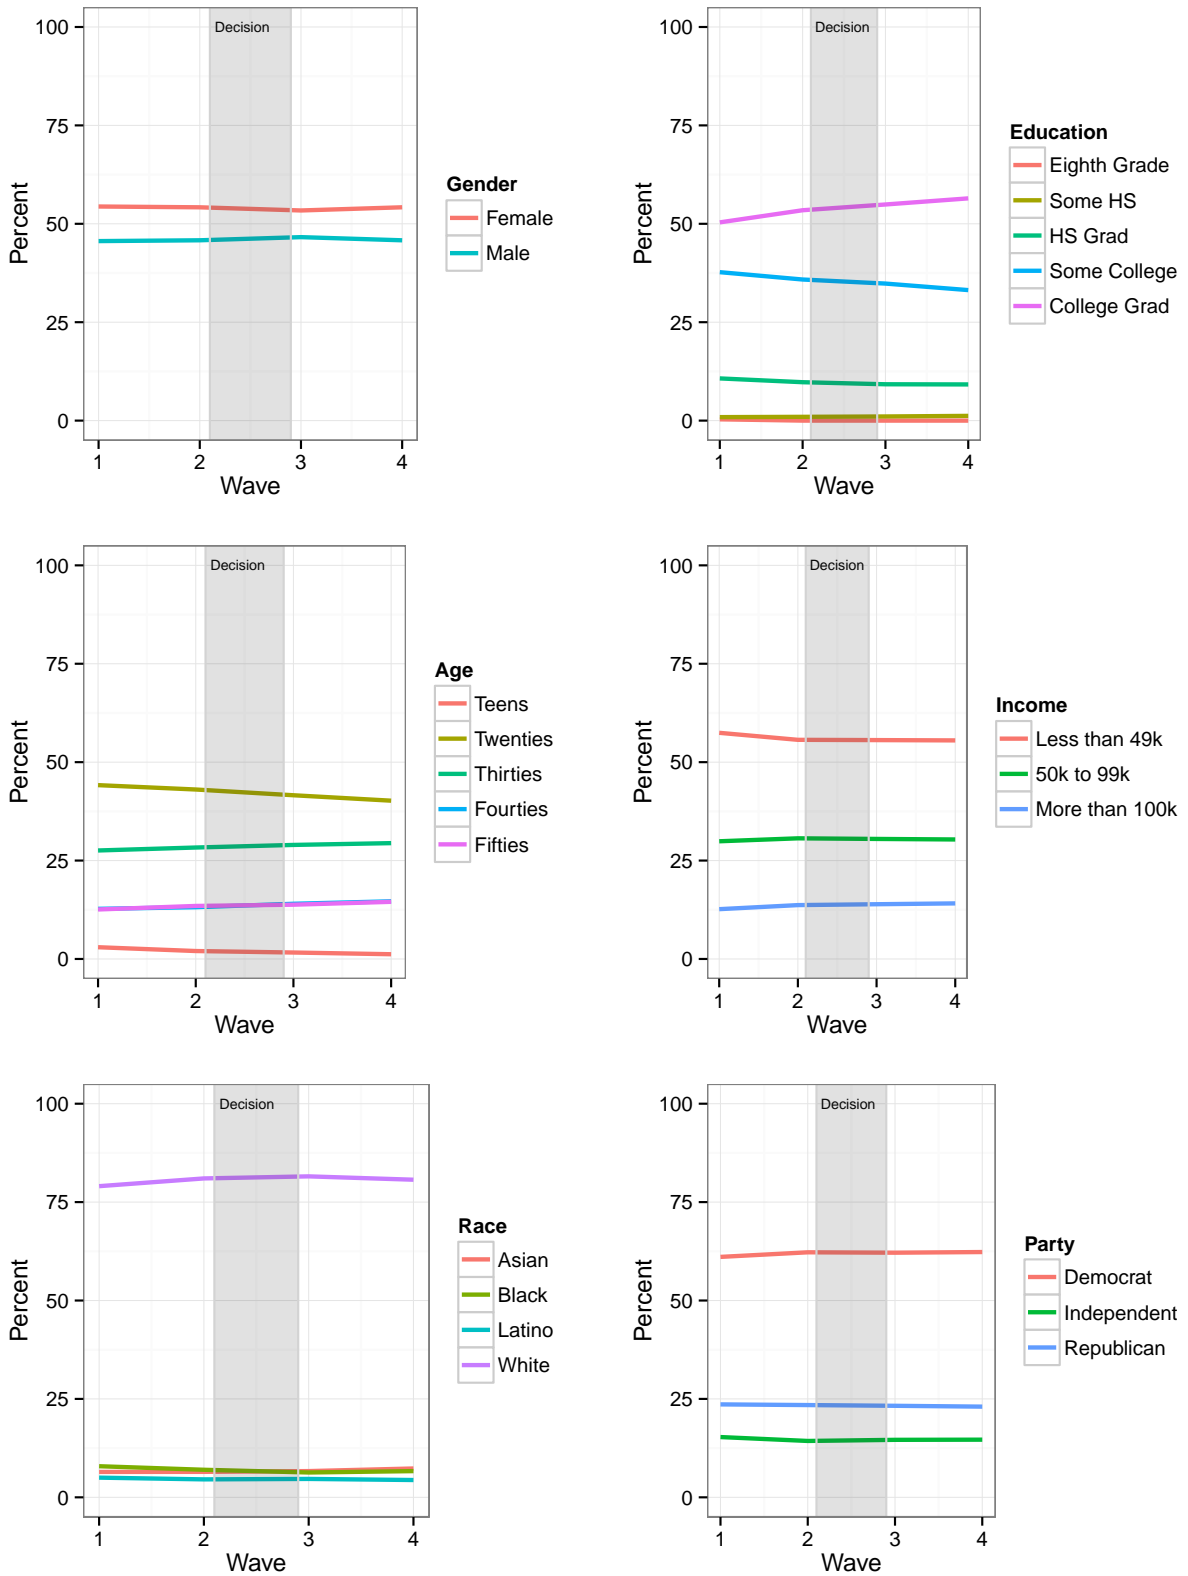 Decision
100
75
50
25
0
Percent
1 2 3 4
Wave
Gender
Female
Male
Decision
100
75
50
25
0
Percent
1 2 3 4
Wave
Education
Eighth Grade
Some HS
HS Grad
Some College
College Grad
Decision
100
75
50
25
0
Percent
1 2 3 4
Wave
Age
Teens
Twenties
Thirties
Fourties
Fifties
Decision
100
75
50
25
0
Percent
1 2 3 4
Wave
Income
Less than 49k
50k to 99k
More than 100k
Decision
100
75
50
25
0
Percent
1 2 3 4
Wave
Race
Asian
Black
Latino
White
Decision
100
75
50
25
0
Percent
1 2 3 4
Wave
Party
Democrat
Independent
Republican